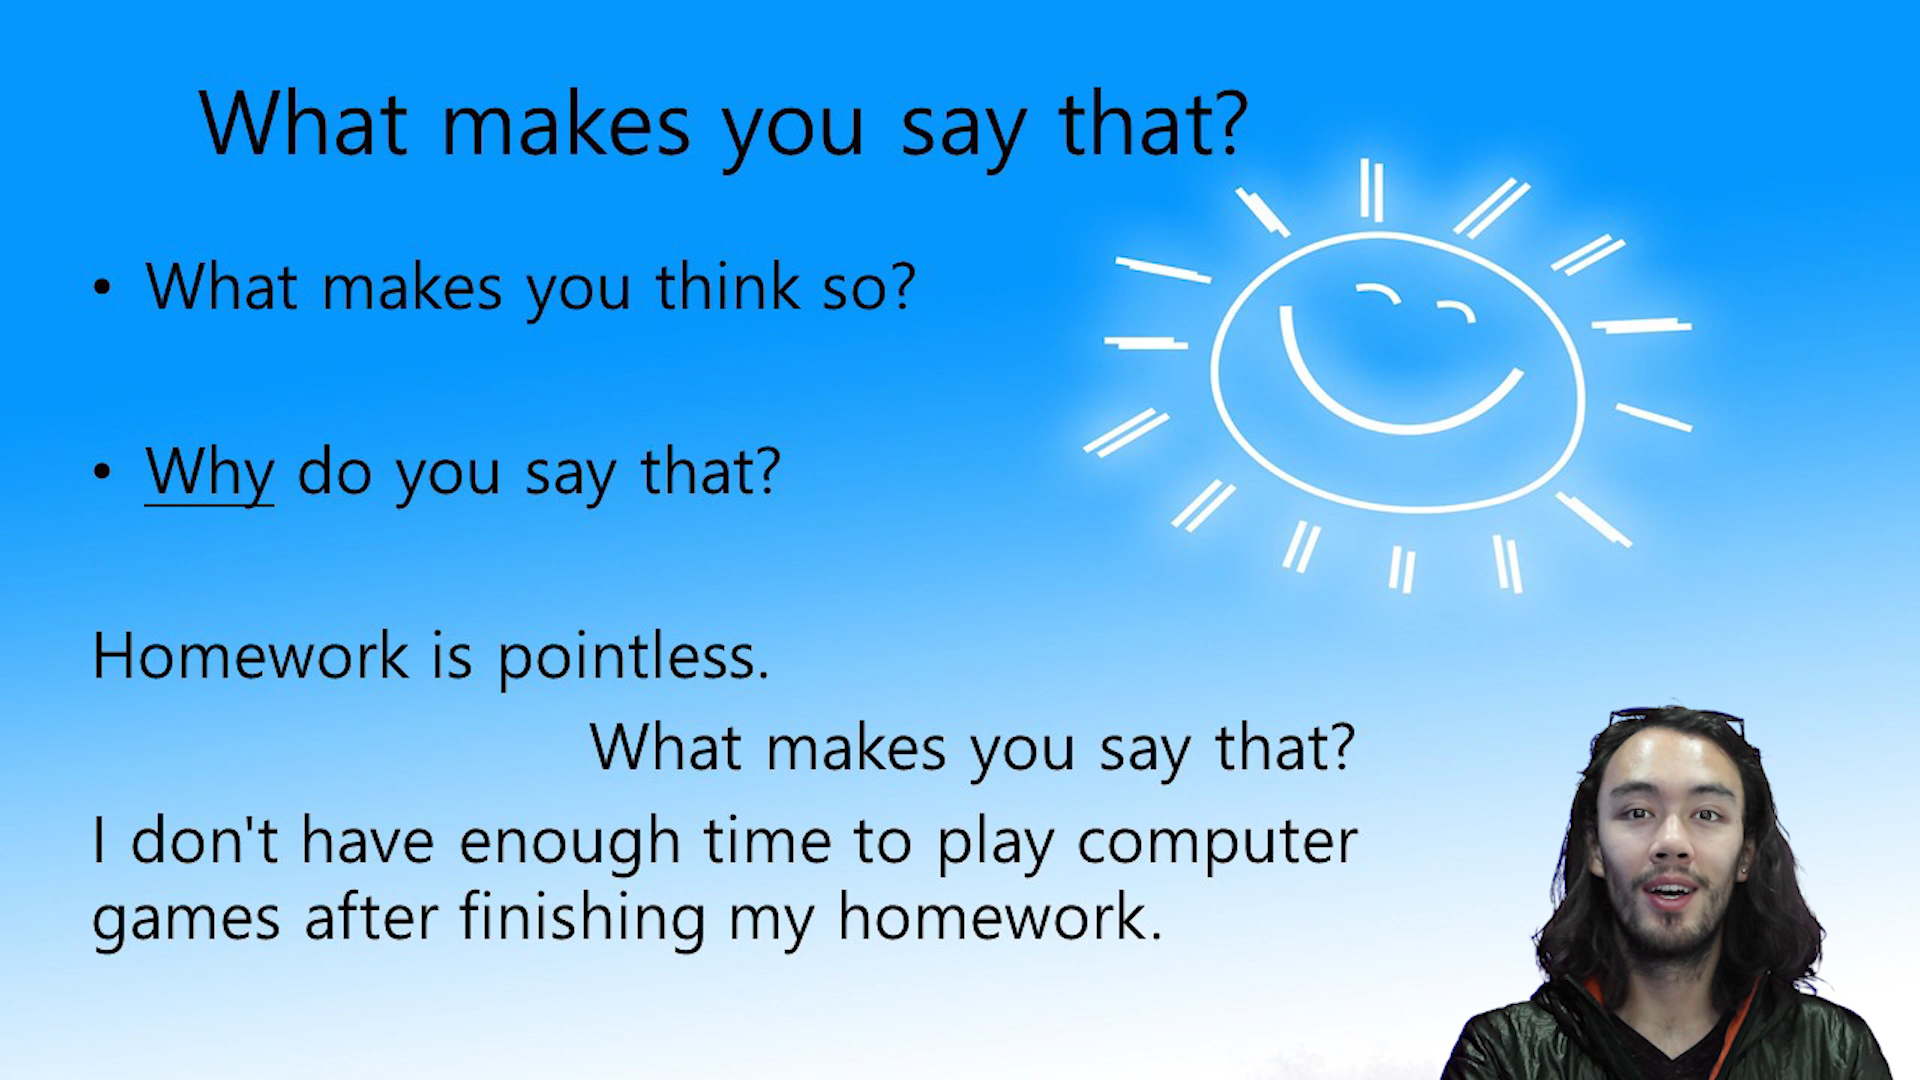 What makes you say that?
• What makes you think so?
• Why do you say that?
Homework is pointless.
What makes you say that?
I don't have enough time to play computer
games after finishing my homework.